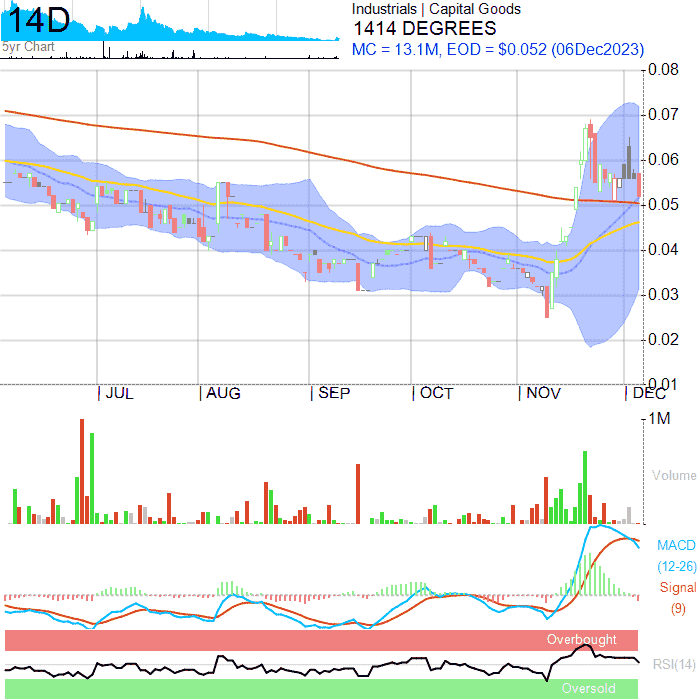 14D
5yr Chart
Industrials | Capital Goods
1414 DEGREES
MC = 13.1M, EOD = $0.052 (06Dec2023)
0.08
0.07
0.06
0.05
0.04
0.03
0.02
0.01
JUL AUG SEP OCT NOV DEC
1M
Volume
MACD
(12-26)
Signal
(9)
Overbought
RSI(14)
Oversold